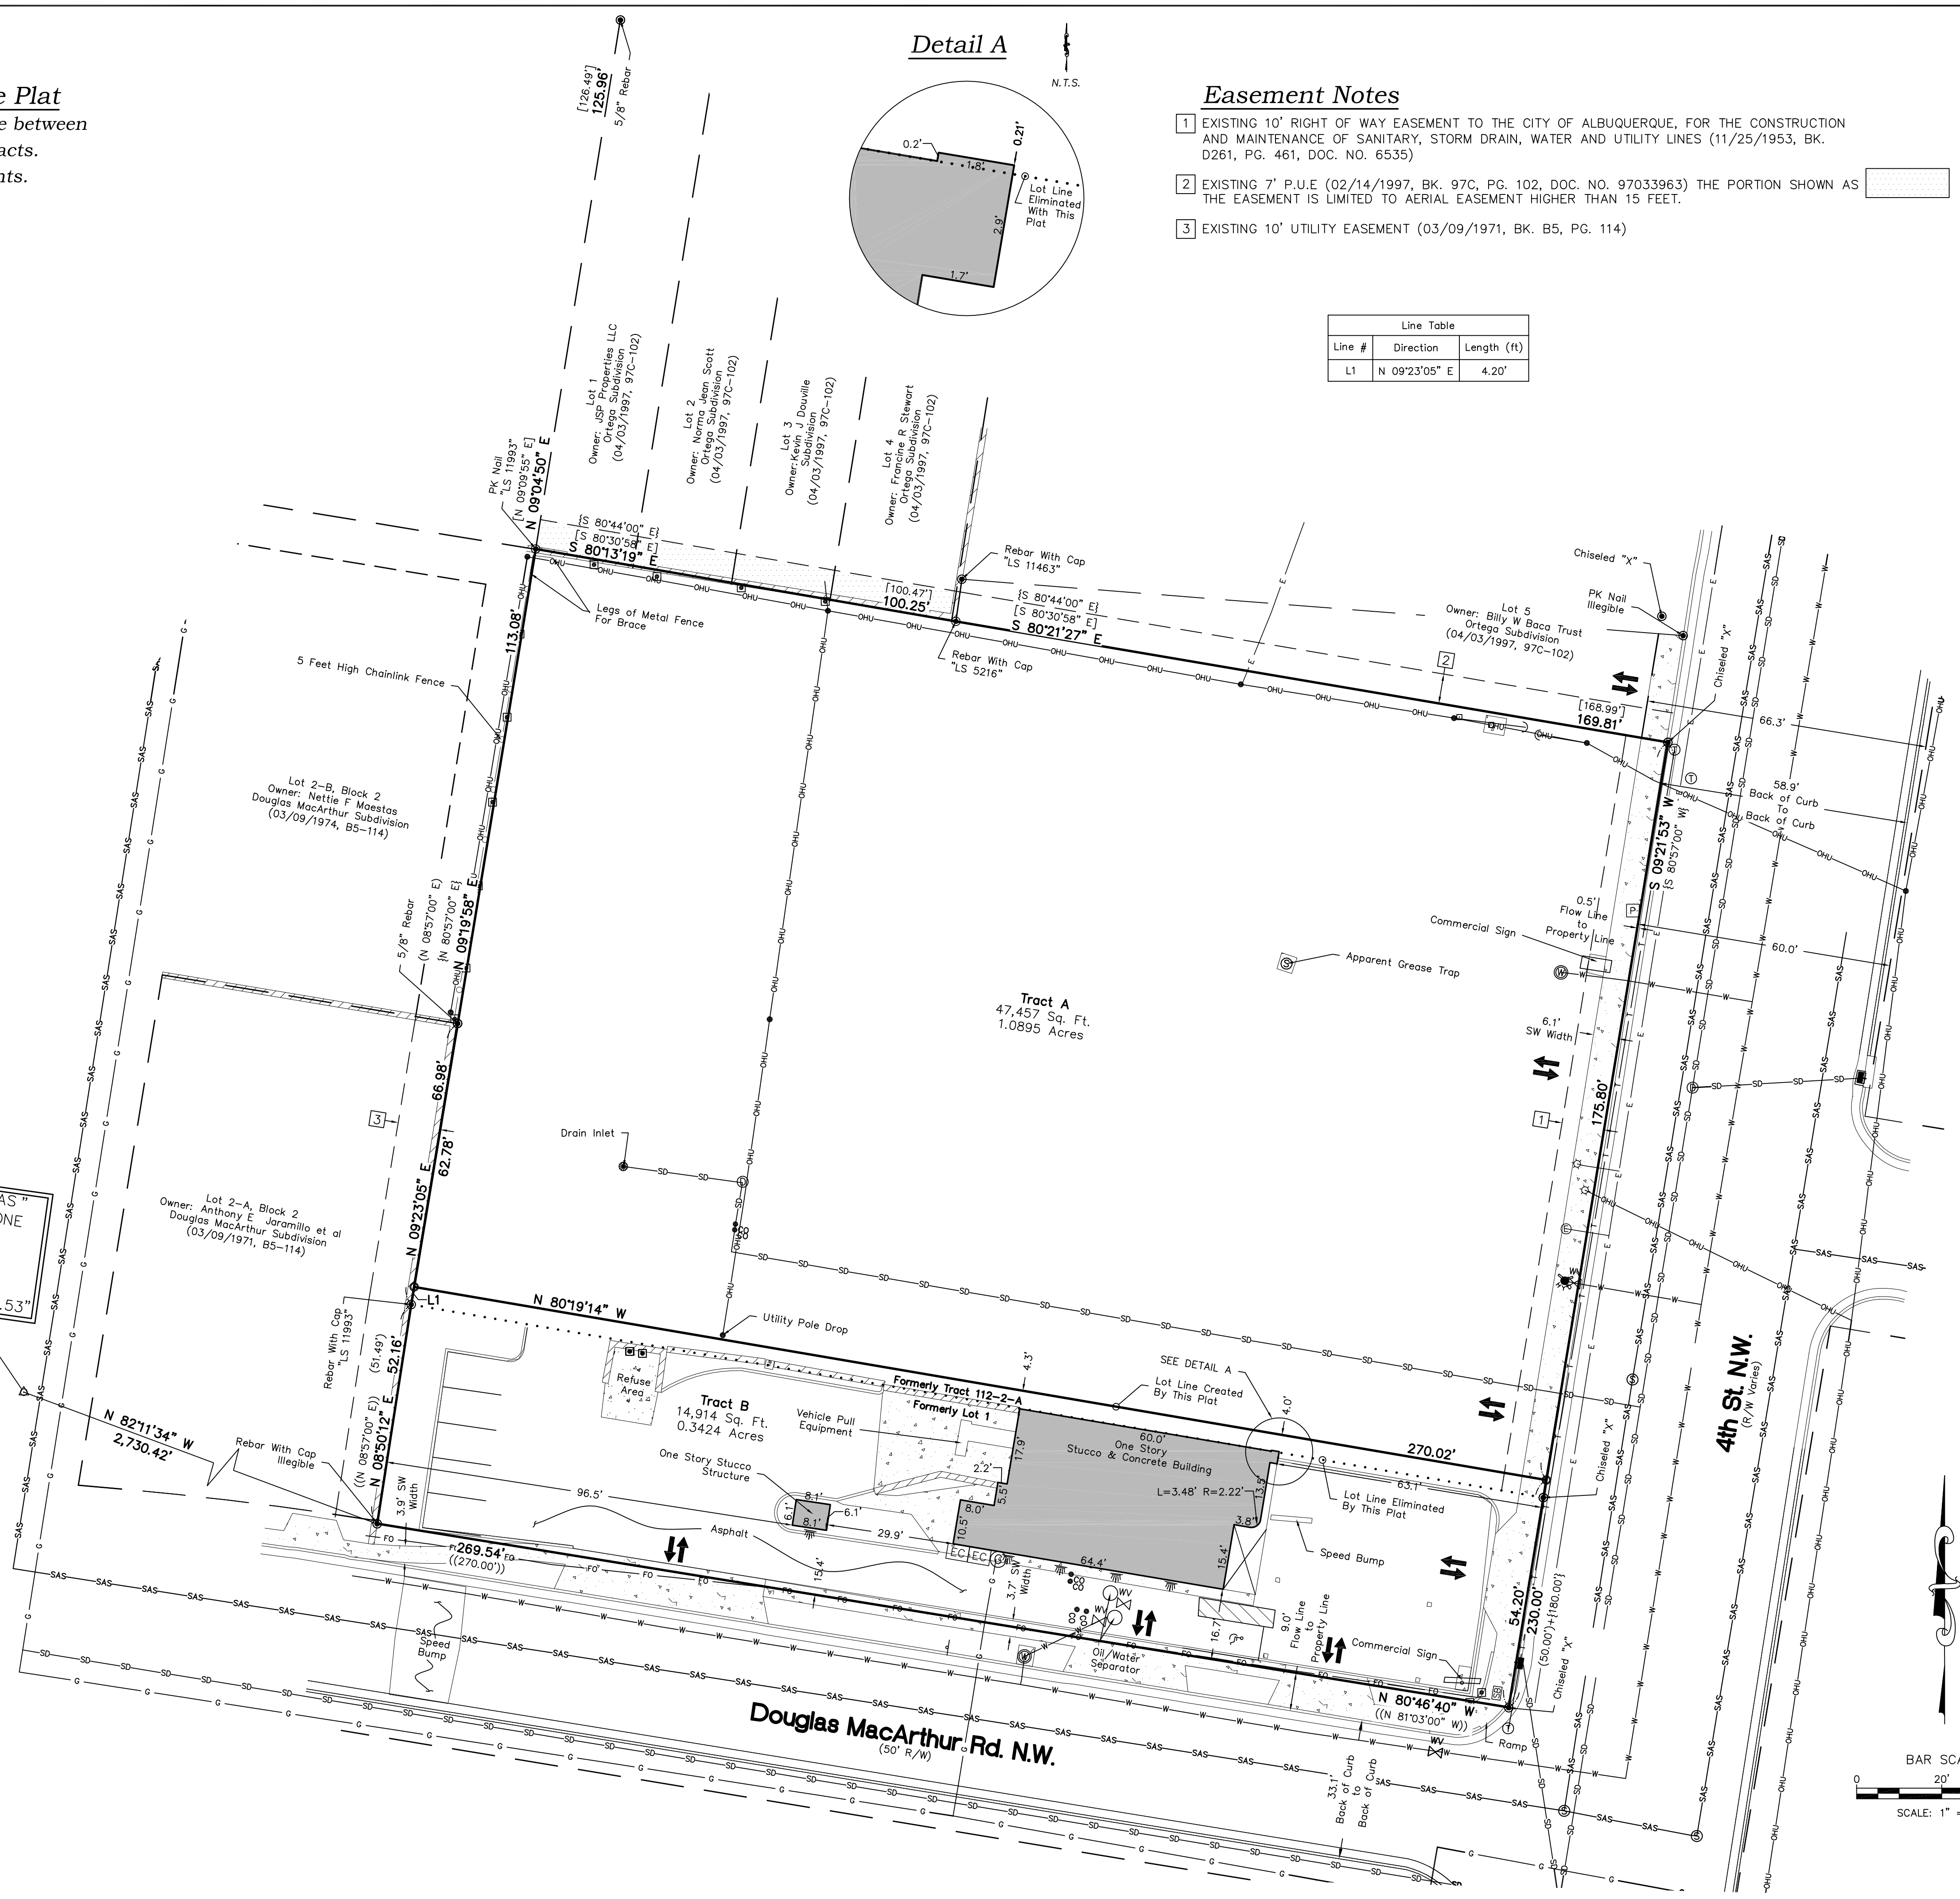 e Plat
e between
acts.
nts.
Detail A
N.T.S.
0.2'
1.8'
0.21'
2.9'
1.7'
Lot Line
Eliminated
With This
Plat
Easement Notes
1 EXISTING 10' RIGHT OF WAY EASEMENT TO THE CITY OF ALBUQUERQUE, FOR THE CONSTRUCTION
AND MAINTENANCE OF SANITARY, STORM DRAIN, WATER AND UTILITY LINES (11/25/1953, BK.
D261, PG. 461, DOC. NO. 6535)
2 EXISTING 7' P.U.E (02/14/1997, BK. 97C, PG. 102, DOC. NO. 97033963) THE PORTION SHOWN AS
THE EASEMENT IS LIMITED TO AERIAL EASEMENT HIGHER THAN 15 FEET.
3 EXISTING 10' UTILITY EASEMENT (03/09/1971, BK. B5, PG. 114)
Line Table
Line # Direction Length (ft)
L1 N 09°23'05" E 4.20'
[126.49']
125.96'
5/8" Rebar
Lot 1
Owner: JSP Properties LLC
Ortega Subdivision
(04/03/1997, 97C-102)
Lot 2
Owner: Norma Jean Scott
Ortega Subdivision
(04/03/1997, 97C-102)
Lot 3
Owner: Kevin J Douville
Subdivision
(04/03/1997, 97C-102)
Lot 4
Owner: Francine R Stewart
Ortega Subdivision
(04/03/1997, 97C-102)
PK Nail
"LS 11993"
[N 09°09'55" E]
N 09°04'50" E
{S 80°44'00" E}
[S 80°30'58" E]
S 80°13'19" E
[100.47']
100.25'
Rebar With Cap
"LS 11463"
{S 80°44'00" E}
[S 80°30'58" E]
S 80°21'27" E
Rebar With Cap
"LS 5216"
Chiseled "X"
PK Nail
Illegible
Lot 5
Owner: Billy W Baca Trust
Ortega Subdivision
(04/03/1997, 97C-102)
2
Chiseled "X"
[168.99']
169.81'
66.3'
Legs of Metal Fence
For Brace
5 Feet High Chainlink Fence
113.08'
Lot 2-B, Block 2
Owner: Nettie F Maestas
Douglas MacArthur Subdivision
(03/09/1974, B5-114)
58.9'
Back of Curb
To
Back of Curb
S 09°21'53" W
{S 80°57'00" W}
5/8" Rebar
(N 08°57'00" E)
{N 80°57'00" E}
N 09°19'58" E
0.5'
Flow Line
to
Property Line
P
Commercial Sign
60.0'
Apparent Grease Trap
Tract A
47,457 Sq. Ft.
1.0895 Acres
6.1'
SW Width
175.80'
66.98'
3
62.78'
1
Drain Inlet
N 09°23'05" E
Lot 2-A, Block 2
Owner: Anthony E Jaramillo et al
Douglas MacArthur Subdivision
(03/09/1971, B5-114)
AS "
ONE
.53"
L1
N 80°19'14" W
Utility Pole Drop
Rebar With Cap
"LS 11993"
(51.49')
52.16'
((N 08°57'00" E))
N 08°50'12" E
N 82°11'34" W
2,730.42'
Rebar With Cap
Illegible
3.9' SW
Width
4.3'
SEE DETAIL A
Lot Line Created
By This Plat
4.0'
Refuse
Area
Tract B
14,914 Sq. Ft.
0.3424 Acres
Formerly Tract 112-2-A
Formerly Lot 1
Vehicle Pull
Equipment
One Story Stucco
Structure
60.0'
One Story
Stucco & Concrete Building
17.9'
2.2'
5.5'
8.0'
10.5'
L=3.48' R=2.22'
13.5'
3.8'
15.4'
64.4'
63.1'
270.02'
Chiseled "X"
Lot Line Eliminated
By This Plat
96.5'
8.1'
6.1'
8.1'
6.1'
29.9'
Asphalt
15.4'
EC EC
3.7' SW
Width
Speed Bump
269.54'
((270.00'))
Speed
Bump
Oil/Water
Separator
16.7'
9.0'
Flow Line
to
Property Line
Commercial Sign
54.20'
230.00'
(50.00')+{180.00'}
Chiseled "X"
N 80°46'40" W
((N 81°03'00" W))
Ramp
33.1'
Back of Curb
to
Back of Curb
Douglas MacArthur Rd. N.W.
(50' R/W)
4th St. N.W.
(R/W Varies)
BAR SCA
0 20'
SCALE: 1" =